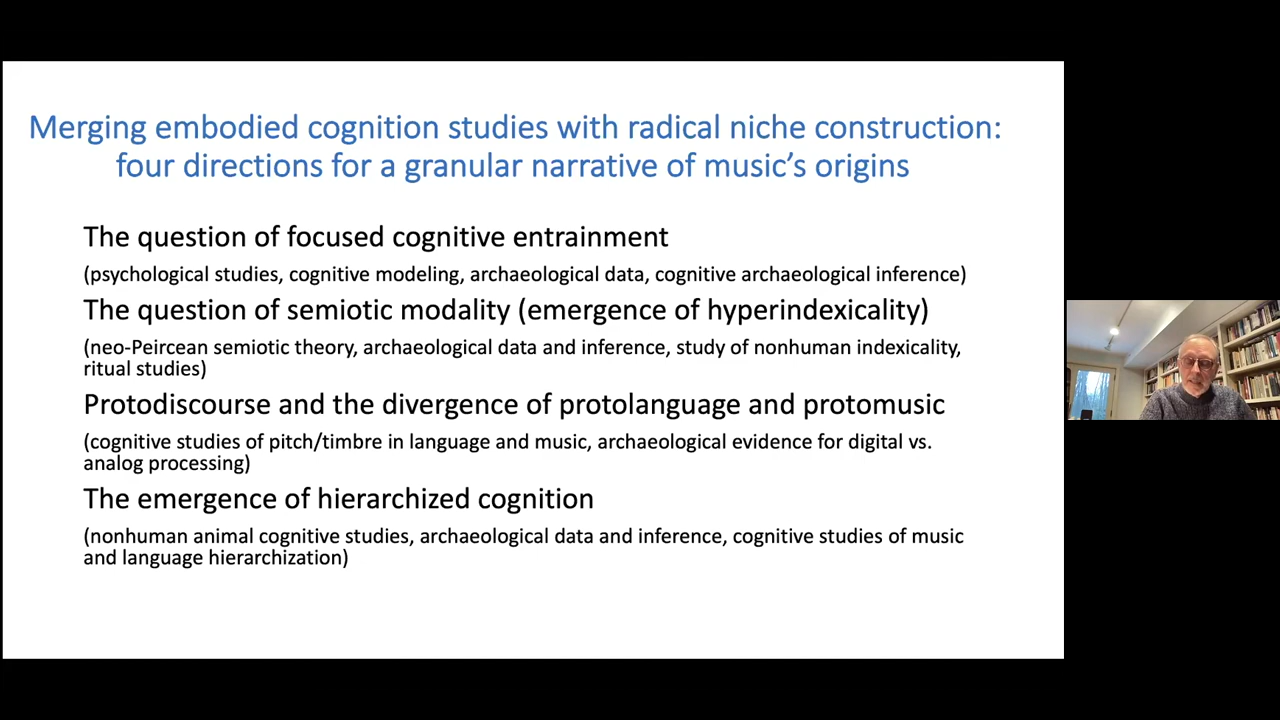 Merging embodied cognition studies with radical niche construction:
four directions for a granular narrative of music’s origins
The question of focused cognitive entrainment
(psychological studies, cognitive modeling, archaeological data, cognitive archaeological inference)
The question of semiotic modality (emergence of hyperindexicality)
(neo-Peircean semiotic theory, archaeological data and inference, study of nonhuman indexicality,
ritual studies)
Protodiscourse and the divergence of protolanguage and protomusic
(cognitive studies of pitch/timbre in language and music, archaeological evidence for digital vs.
analog processing)
The emergence of hierarchized cognition
(nonhuman animal cognitive studies, archaeological data and inference, cognitive studies of music
and language hierarchization)